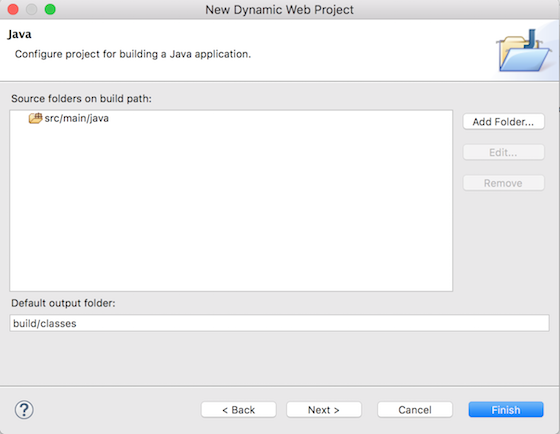 New Dynamic Web Project
Java
Configure project for building a Java application.
Source folders on build path:
src/main/java
Add Folder...
Edit...
Remove
Default output folder:
build/classes
?
< Back
Next >
Cancel
Finish